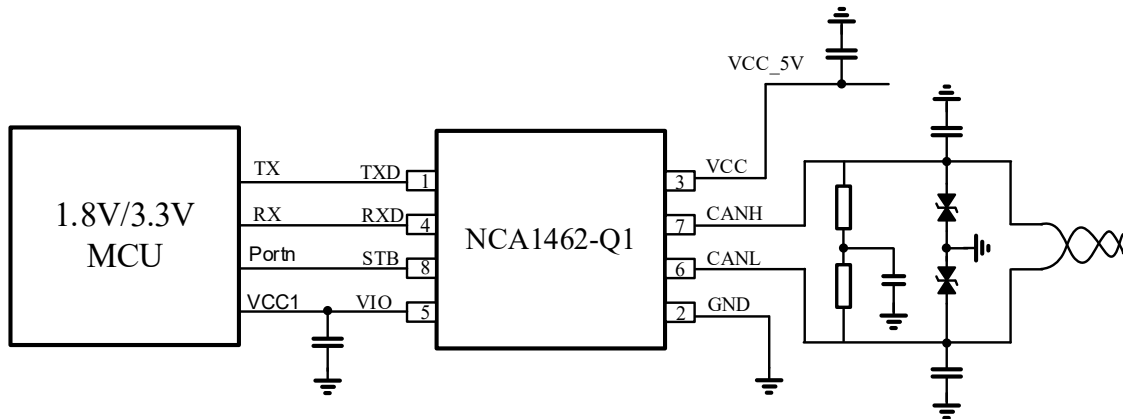 VCC_5V
TX
TXD
1
3
VCC
1.8V/3.3V
MCU
RX
RXD
4
NCA1462-Q1
7
CANH
Portn
STB
8
6
CANL
VCC1
VIO
5
2
GND